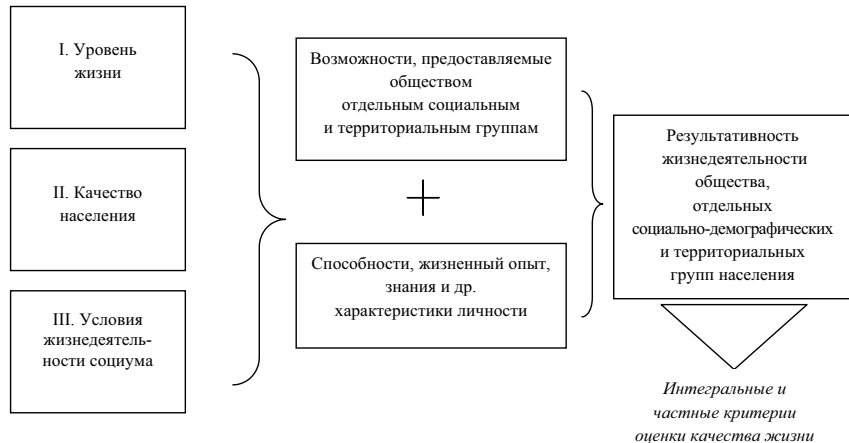 I. Уровень
жизни
II. Качество
населения
III. Условия
жизнедеятель-
ности социума
Возможности, предоставляемые
обществом
отдельным социальным
и территориальным группам
+
Способности, жизненный опыт,
знания и др.
характеристики личности
Результативность
жизнедеятельности
общества,
отдельных
социально-демографических
и территориальных
групп населения
Интегральные и
частные критерии
оценки качества жизни